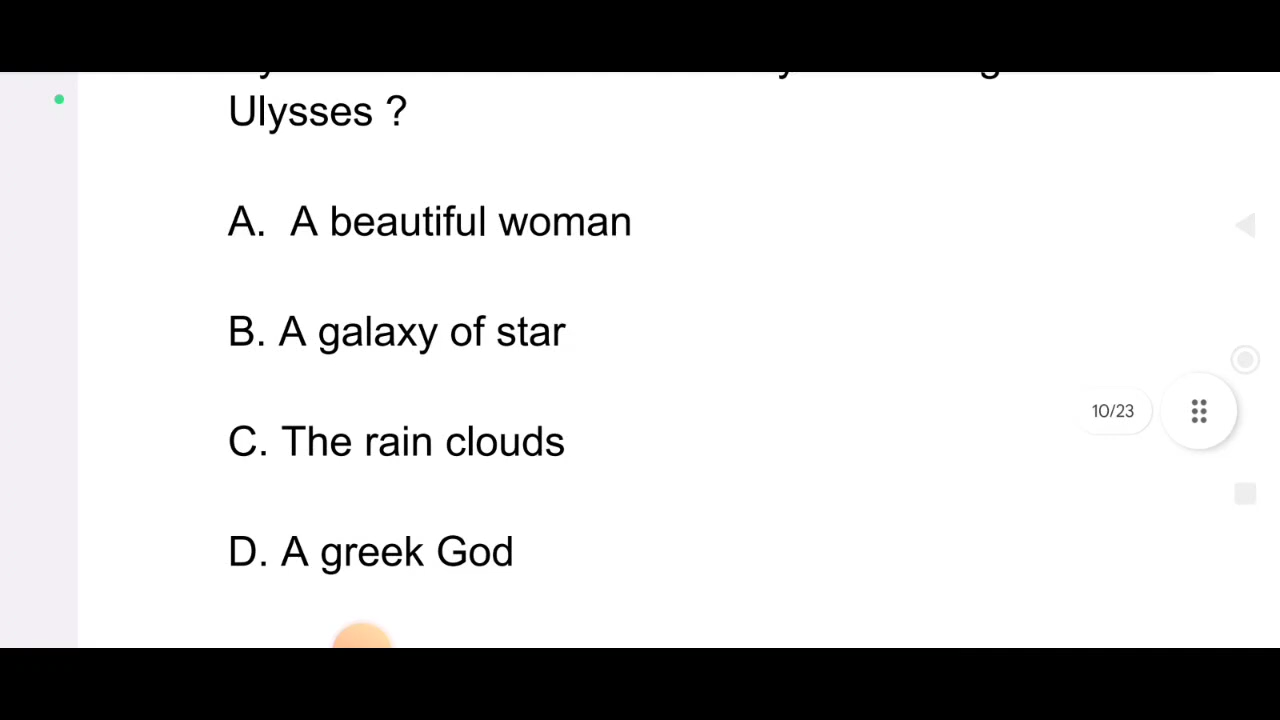 Ulysses ?
A. A beautiful woman
B. A galaxy of star
C. The rain clouds
10/23
D. A greek God